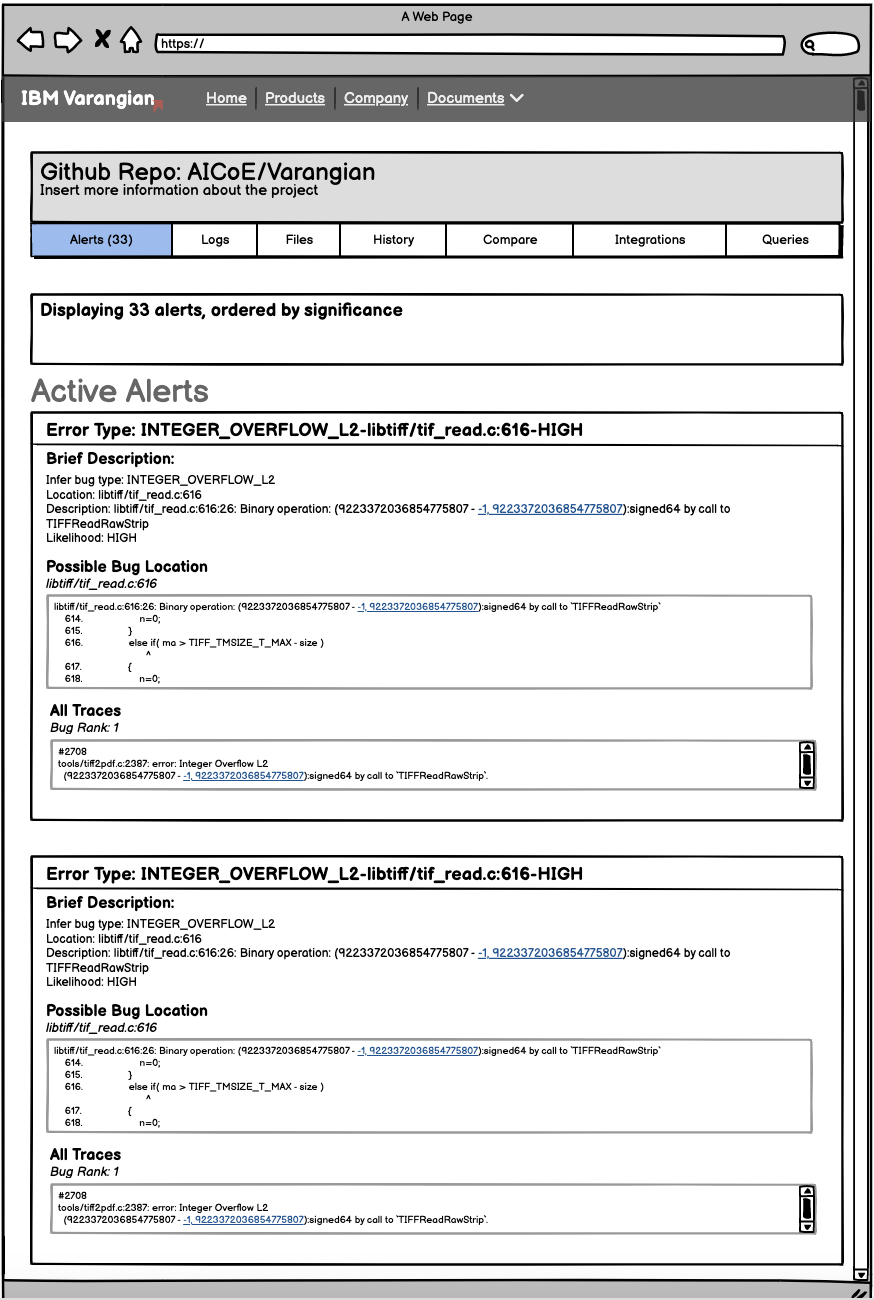 A Web Page
https://
IBM Varangian
Home Products Company Documents
Github Repo: AICoE/Varangian
Insert more information about the project
Alerts (33) Logs Files History Compare Integrations Queries
Displaying 33 alerts, ordered by significance
Active Alerts
Error Type: INTEGER_OVERFLOW_L2-libtiff/tif_read.c:616-HIGH
Brief Description:
Infer bug type: INTEGER_OVERFLOW_L2
Location: libtiff/tif_read.c:616
Description: libtiff/tif_read.c:616:26: Binary operation: (9223372036854775807 - -1, 9223372036854775807):signed64 by call to
TIFFReadRawStrip
Likelihood: HIGH
Possible Bug Location
libtiff/tif_read.c:616
libtiff/tif_read.c:616:26: Binary operation: (9223372036854775807 - -1, 9223372036854775807):signed64 by call to `TIFFReadRawStrip`
614. n=0;
615. }
616. else if( ma > TIFF_TMSIZE_T_MAX - size )
^
617. {
618. n=0;
All Traces
Bug Rank: 1
#2708
tools/tiff2pdf.c:2387: error: Integer Overflow L2
(9223372036854775807 - -1, 9223372036854775807):signed64 by call to `TIFFReadRawStrip`.
Error Type: INTEGER_OVERFLOW_L2-libtiff/tif_read.c:616-HIGH
Brief Description:
Infer bug type: INTEGER_OVERFLOW_L2
Location: libtiff/tif_read.c:616
Description: libtiff/tif_read.c:616:26: Binary operation: (9223372036854775807 - -1, 9223372036854775807):signed64 by call to
TIFFReadRawStrip
Likelihood: HIGH
Possible Bug Location
libtiff/tif_read.c:616
libtiff/tif_read.c:616:26: Binary operation: (9223372036854775807 - -1, 9223372036854775807):signed64 by call to `TIFFReadRawStrip`
614. n=0;
615. }
616. else if( ma > TIFF_TMSIZE_T_MAX - size )
^
617. {
618. n=0;
All Traces
Bug Rank: 1
#2708
tools/tiff2pdf.c:2387: error: Integer Overflow L2
(9223372036854775807 - -1, 9223372036854775807):signed64 by call to `TIFFReadRawStrip`.